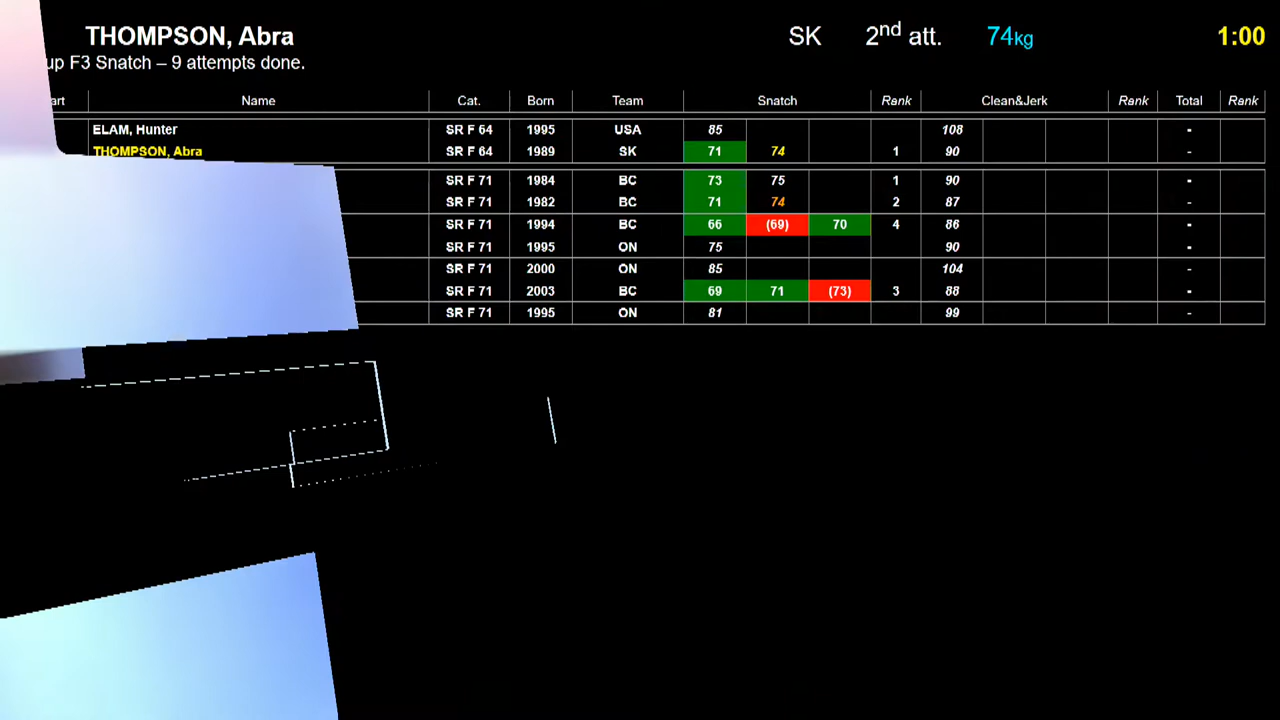 THOMPSON, Abra SK 2nd att. 74kg 1:00
up F3 Snatch – 9 attempts done.
art Name Cat. Born Team Snatch Rank Clean&Jerk Rank Total Rank
ELAM, Hunter SR F 64 1995 USA 85 108 -
THOMPSON, Abra SR F 64 1989 SK 71 74 1 90 -
SR F 71 1984 BC 73 75 1 90 -
SR F 71 1982 BC 71 74 2 87 -
SR F 71 1994 BC 66 (69) 70 4 86 -
SR F 71 1995 ON 75 90 -
SR F 71 2000 ON 85 104 -
SR F 71 2003 BC 69 71 (73) 3 88 -
SR F 71 1995 ON 81 99 -